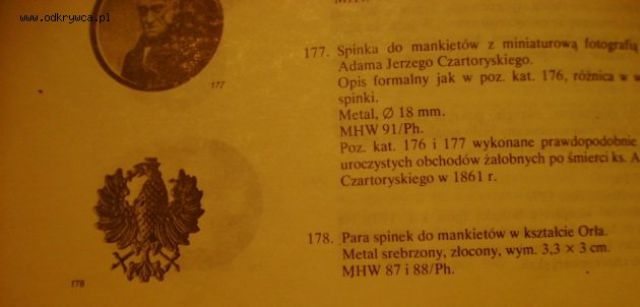 www.odkrywca.pl
177
177. Spinka do mankietów z miniaturową fotografią
Adama Jerzego Czartoryskiego.
Opis formalny jak w poz. kat. 176, różnica w
spinki.
Metal, Ø 18 mm.
MHW 91/Ph.
Poz. kat. 176 i 177 wykonane prawdopodobnie
uroczystych obchodów żałobnych po śmierci ks. A
Czartoryskiego w 1861 r.
178. Para spinek do mankietów w kształcie Orła.
Metal srebrzony, złocony, wym. 3,3 × 3 cm.
MHW 87 i 88/Ph.
178